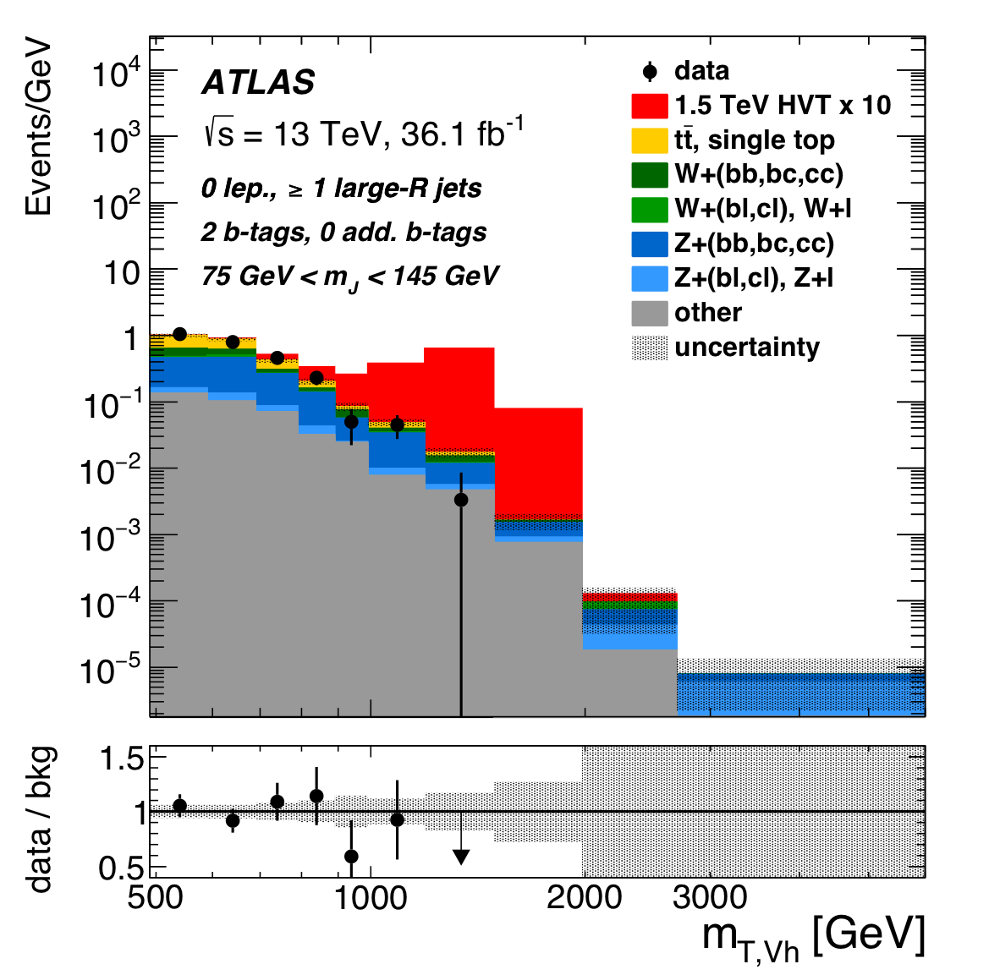 Events/GeV
10⁴
10³
10²
10
1
10⁻¹
10⁻²
10⁻³
10⁻⁴
10⁻⁵
ATLAS
√s = 13 TeV, 36.1 fb⁻¹
0 lep., ≥ 1 large-R jets
2 b-tags, 0 add. b-tags
75 GeV < m_J < 145 GeV
data
1.5 TeV HVT x 10
tt̄, single top
W+(bb,bc,cc)
W+(bl,cl), W+l
Z+(bb,bc,cc)
Z+(bl,cl), Z+l
other
uncertainty
data / bkg
1.5
1
0.5
500
1000
2000
3000
m_T,Vh [GeV]